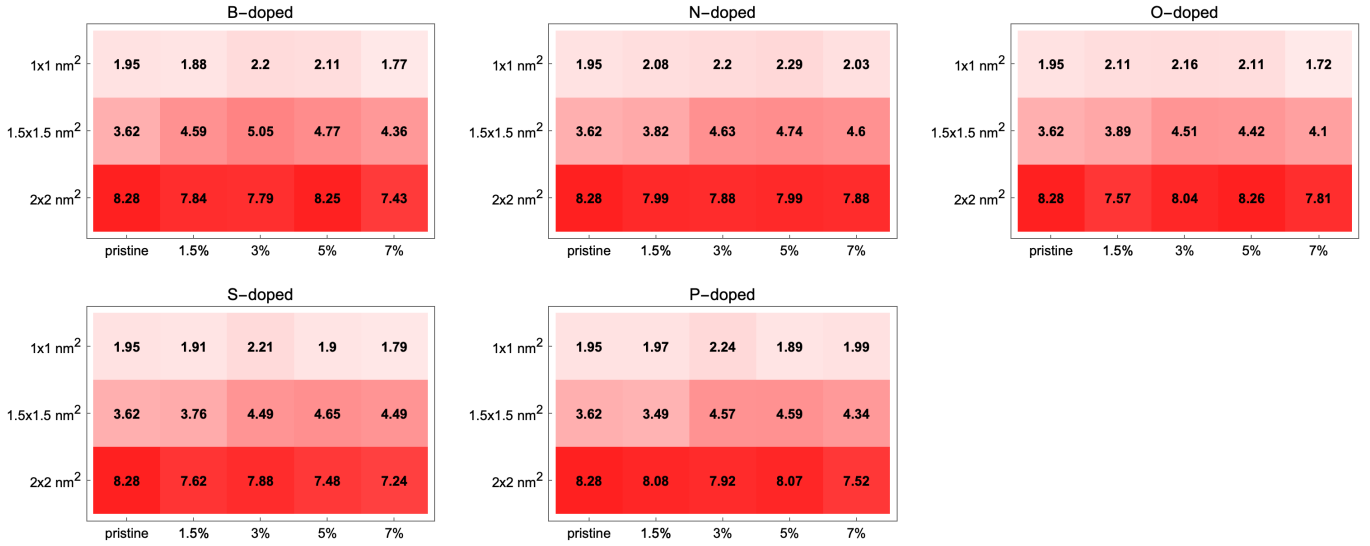 B-doped
1x1 nm² 1.95 1.88 2.2 2.11 1.77
1.5x1.5 nm² 3.62 4.59 5.05 4.77 4.36
2x2 nm² 8.28 7.84 7.79 8.25 7.43
pristine 1.5% 3% 5% 7%
N-doped
1x1 nm² 1.95 2.08 2.2 2.29 2.03
1.5x1.5 nm² 3.62 3.82 4.63 4.74 4.6
2x2 nm² 8.28 7.99 7.88 7.99 7.88
pristine 1.5% 3% 5% 7%
O-doped
1x1 nm² 1.95 2.11 2.16 2.11 1.72
1.5x1.5 nm² 3.62 3.89 4.51 4.42 4.1
2x2 nm² 8.28 7.57 8.04 8.26 7.81
pristine 1.5% 3% 5% 7%
S-doped
1x1 nm² 1.95 1.91 2.21 1.9 1.79
1.5x1.5 nm² 3.62 3.76 4.49 4.65 4.49
2x2 nm² 8.28 7.62 7.88 7.48 7.24
pristine 1.5% 3% 5% 7%
P-doped
1x1 nm² 1.95 1.97 2.24 1.89 1.99
1.5x1.5 nm² 3.62 3.49 4.57 4.59 4.34
2x2 nm² 8.28 8.08 7.92 8.07 7.52
pristine 1.5% 3% 5% 7%